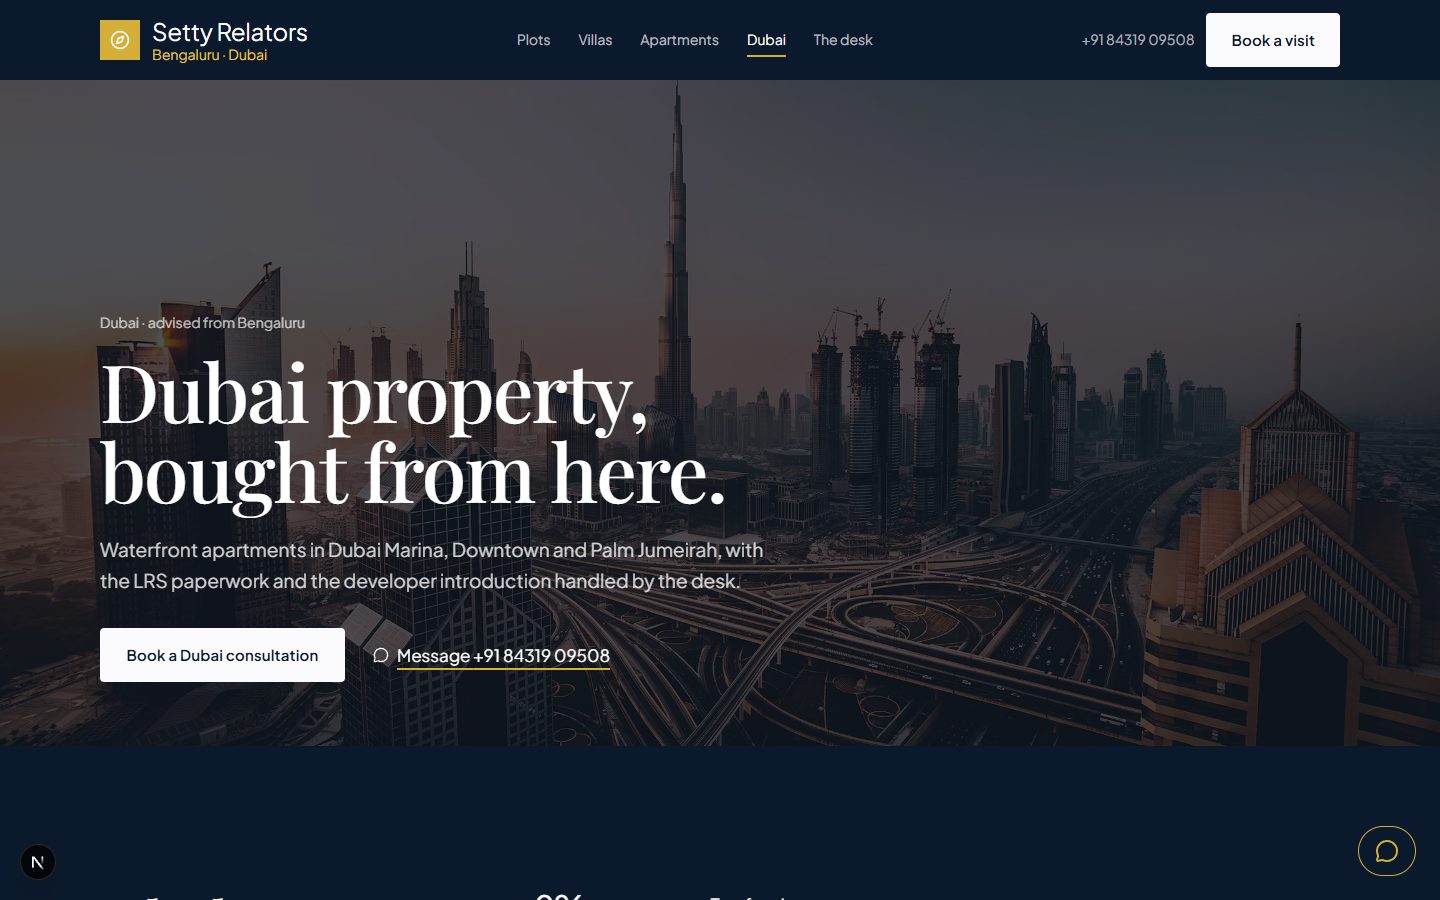 Setty Relators
Bengaluru · Dubai
Plots
Villas
Apartments
Dubai
The desk
+91 84319 09508
Book a visit
Dubai · advised from Bengaluru
Dubai property,
bought from here.
Waterfront apartments in Dubai Marina, Downtown and Palm Jumeirah, with
the LRS paperwork and the developer introduction handled by the desk.
Book a Dubai consultation
Message +91 84319 09508
N